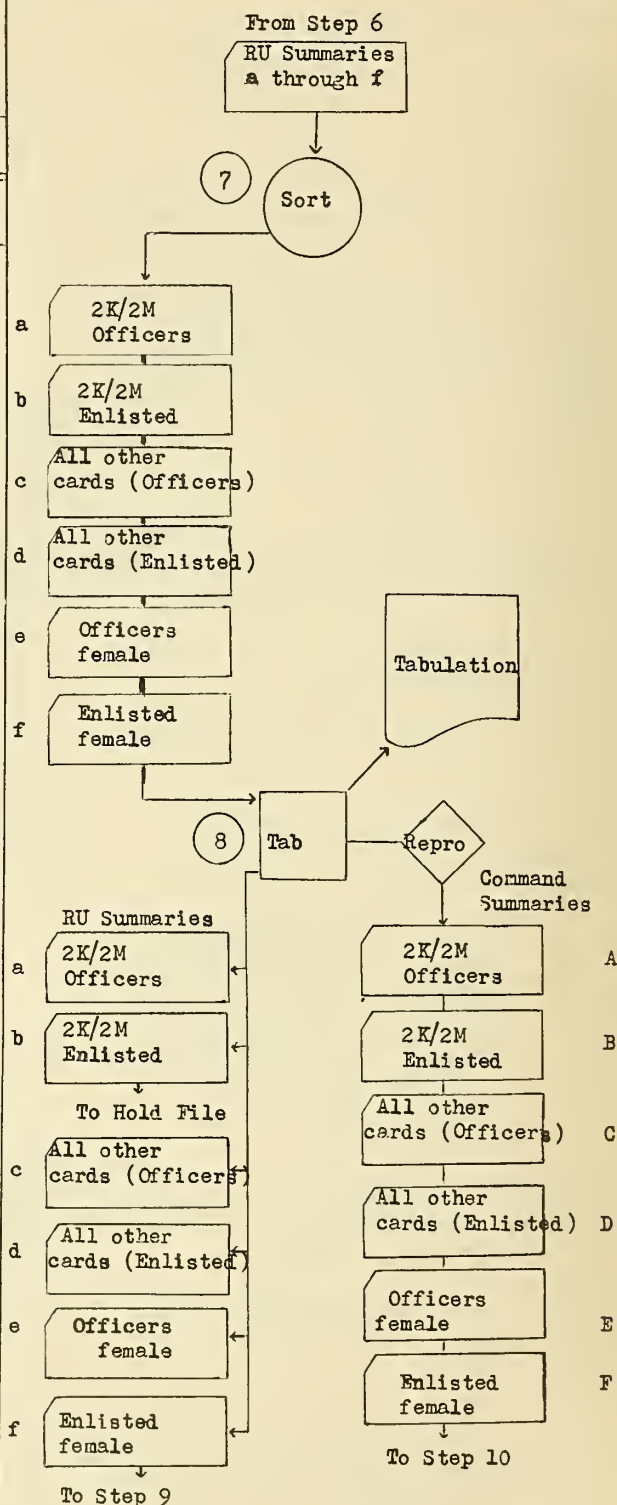 From Step 6
RU Summaries
a through f
7
Sort
a
2K/2M
Officers
b
2K/2M
Enlisted
c
All other
cards (Officers)
d
All other
cards (Enlisted)
e
Officers
female
f
Enlisted
female
Tabulation
8
Tab
Repro
Command
Summaries
RU Summaries
a
2K/2M
Officers
b
2K/2M
Enlisted
To Hold File
c
All other
cards (Officers)
d
All other
cards (Enlisted)
e
Officers
female
f
Enlisted
female
To Step 9
2K/2M
Officers
A
2K/2M
Enlisted
B
All other
cards (Officers)
C
All other
cards (Enlisted)
D
Officers
female
E
Enlisted
female
F
To Step 10